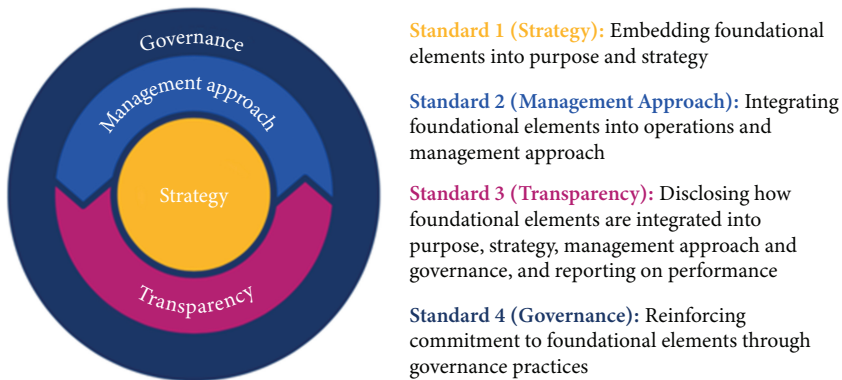 Governance
Management approach
Strategy
Transparency
Standard 1 (Strategy): Embedding foundational
elements into purpose and strategy
Standard 2 (Management Approach): Integrating
foundational elements into operations and
management approach
Standard 3 (Transparency): Disclosing how
foundational elements are integrated into
purpose, strategy, management approach and
governance, and reporting on performance
Standard 4 (Governance): Reinforcing
commitment to foundational elements through
governance practices